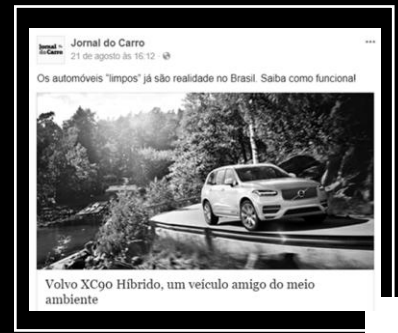 Jornal do Carro
Jornal do Carro
21 de agosto às 16:12 ·
Os automóveis "limpos" já são realidade no Brasil. Saiba como funciona!
Volvo XC90 Híbrido, um veículo amigo do meio
ambiente